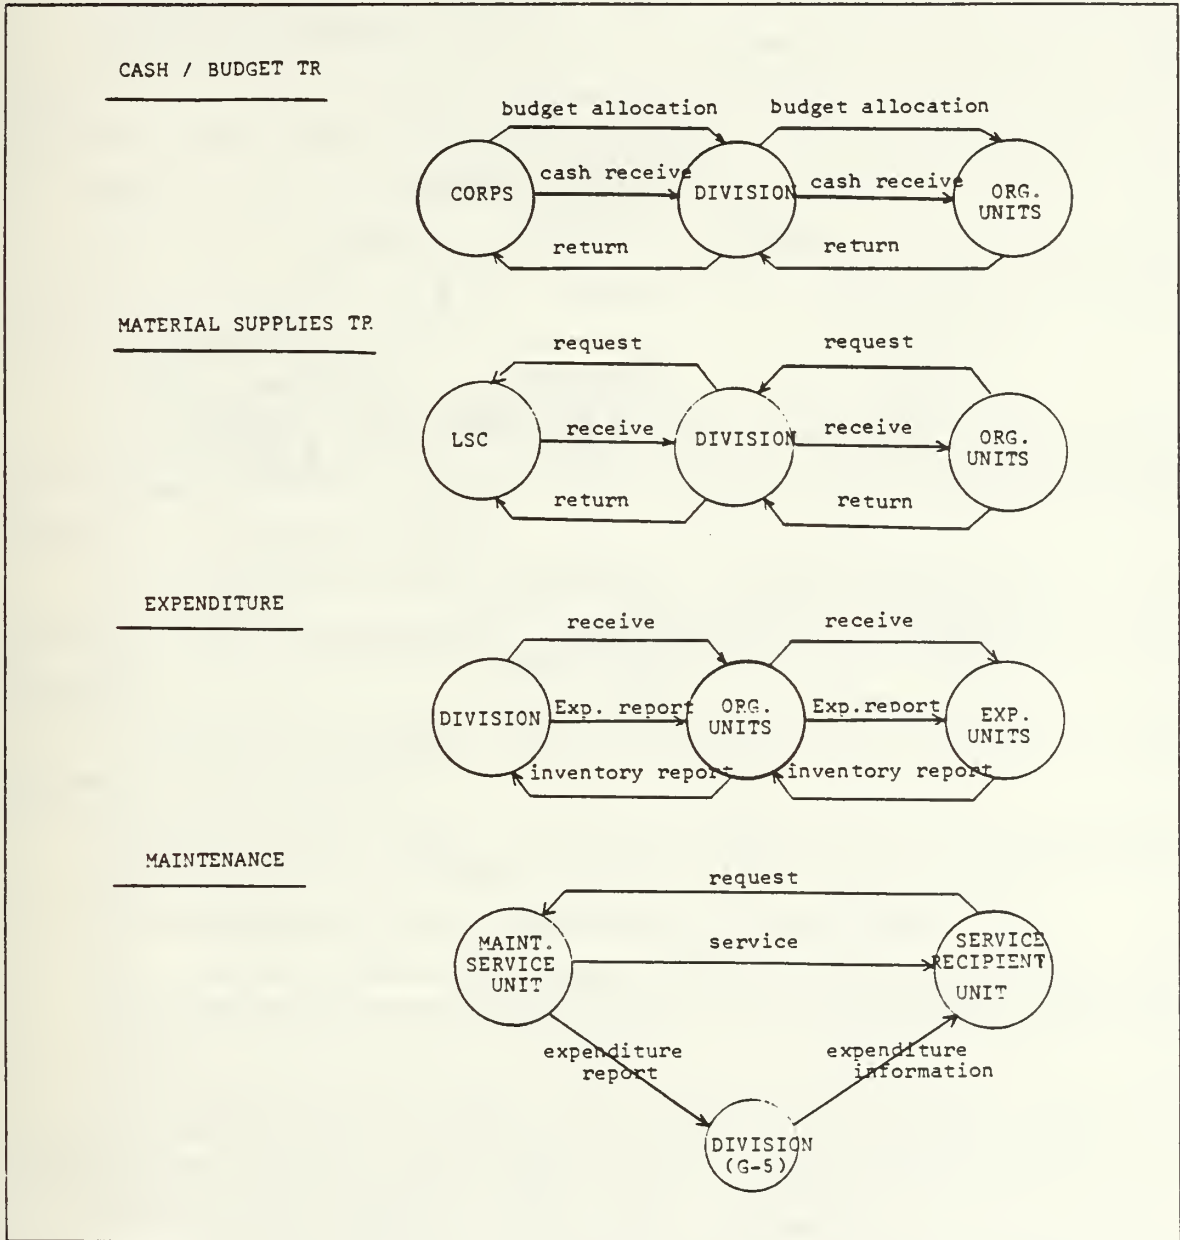 CASH / BUDGET TR
budget allocation
budget allocation
CORPS
cash receive
DIVISION
cash receive
ORG.
UNITS
return
return
MATERIAL SUPPLIES TR
request
request
LSC
receive
DIVISION
receive
ORG.
UNITS
return
return
EXPENDITURE
receive
receive
DIVISION
Exp. report
ORG.
UNITS
Exp.report
EXP.
UNITS
inventory report
inventory report
MAINTENANCE
request
MAINT.
SERVICE
UNIT
service
SERVICE
RECIPIENT
UNIT
expenditure
report
expenditure
information
DIVISION
(G-5)